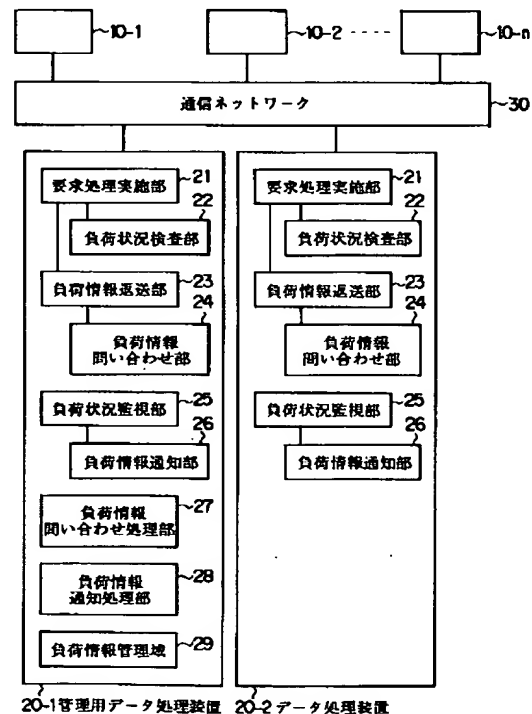 10-1
10-2
10-n
通信ネットワーク
30
要求処理実施部
21
22
負荷状況検査部
負荷情報返送部
23
24
負荷情報
問い合わせ部
負荷状況監視部
25
26
負荷情報通知部
負荷情報
問い合わせ処理部
27
負荷情報
通知処理部
28
負荷情報管理域
29
20-1管理用データ処理装置
要求処理実施部
21
22
負荷状況検査部
負荷情報返送部
23
24
負荷情報
問い合わせ部
負荷状況監視部
25
26
負荷情報通知部
20-2 データ処理装置